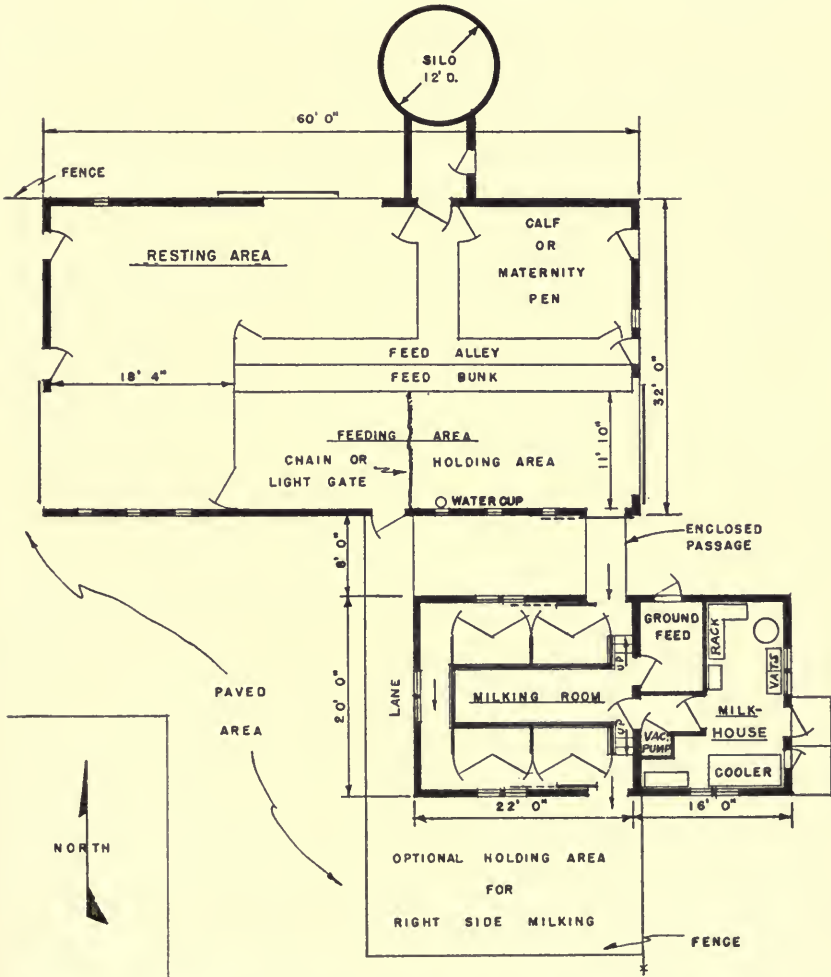 SILO
12' D.
60' 0"
FENCE
CALF
OR
MATERNITY
PEN
RESTING AREA
32' 0"
FEED ALLEY
18' 4"
FEED BUNK
FEEDING AREA
11' 10"
CHAIN OR
LIGHT GATE
HOLDING AREA
WATER CUP
ENCLOSED
PASSAGE
8' 0"
GROUND
FEED
RACK
VATS
UP
20' 0"
LANE
MILKING ROOM
PAVED
AREA
MILK-
HOUSE
UP
VAC.
PUMP
COOLER
22' 0"
16' 0"
NORTH
OPTIONAL HOLDING AREA
FOR
RIGHT SIDE MILKING
FENCE